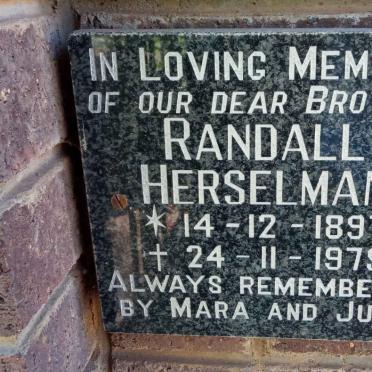 IN LOVING MEM
OF OUR DEAR BRO
RANDALL
HERSELMAN
* 14-12-189
† 24-11-1979
ALWAYS REMEMBE
BY MARA AND JU